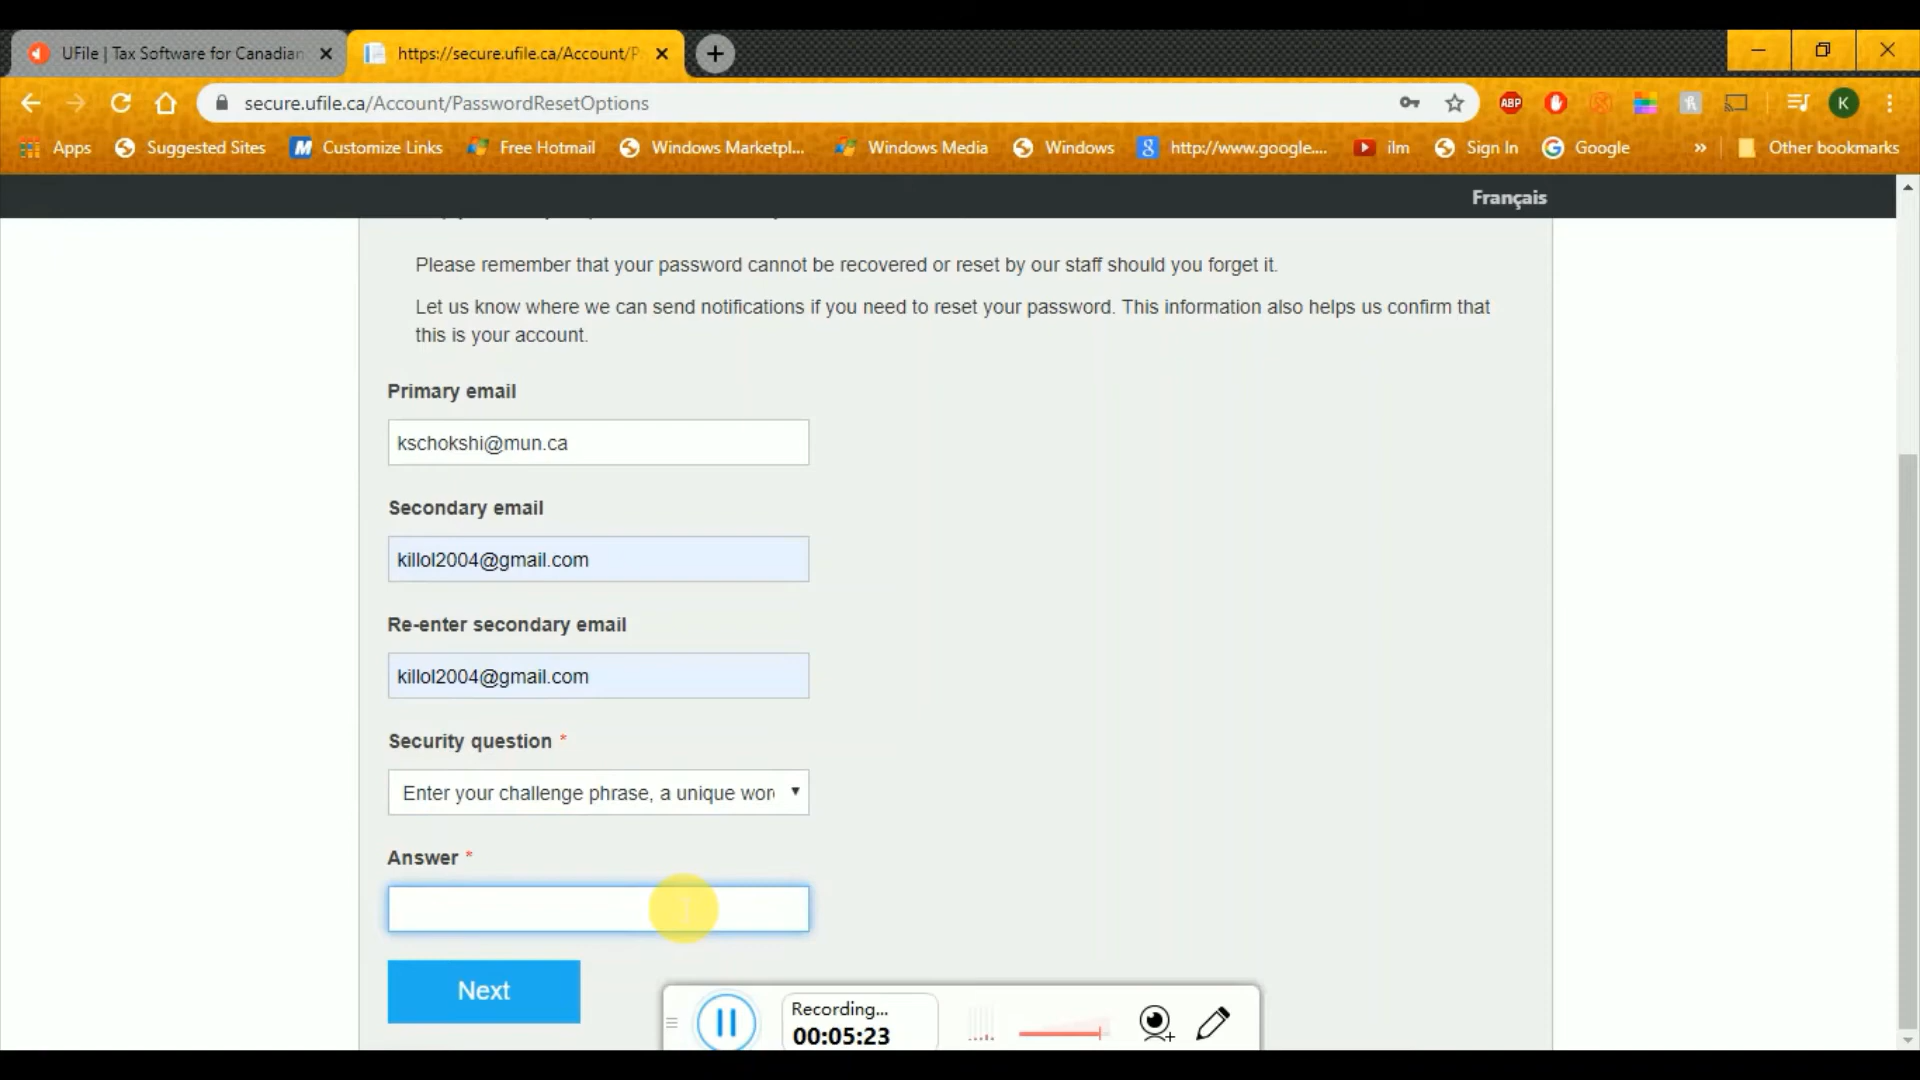 UFile | Tax Software for Canadian
https://secure.ufile.ca/Account/P
secure.ufile.ca/Account/PasswordResetOptions
ABP
K
Apps
Suggested Sites
M
Customize Links
Free Hotmail
Windows Marketpl...
Windows Media
Windows
8
http://www.google....
ilm
Sign In
G
Google
»
Other bookmarks
Français
Please remember that your password cannot be recovered or reset by our staff should you forget it.
Let us know where we can send notifications if you need to reset your password. This information also helps us confirm that
this is your account.
Primary email
kschokshi@mun.ca
Secondary email
killol2004@gmail.com
Re-enter secondary email
killol2004@gmail.com
Security question *
Enter your challenge phrase, a unique wor
Answer *
Next
Recording...
00:05:23